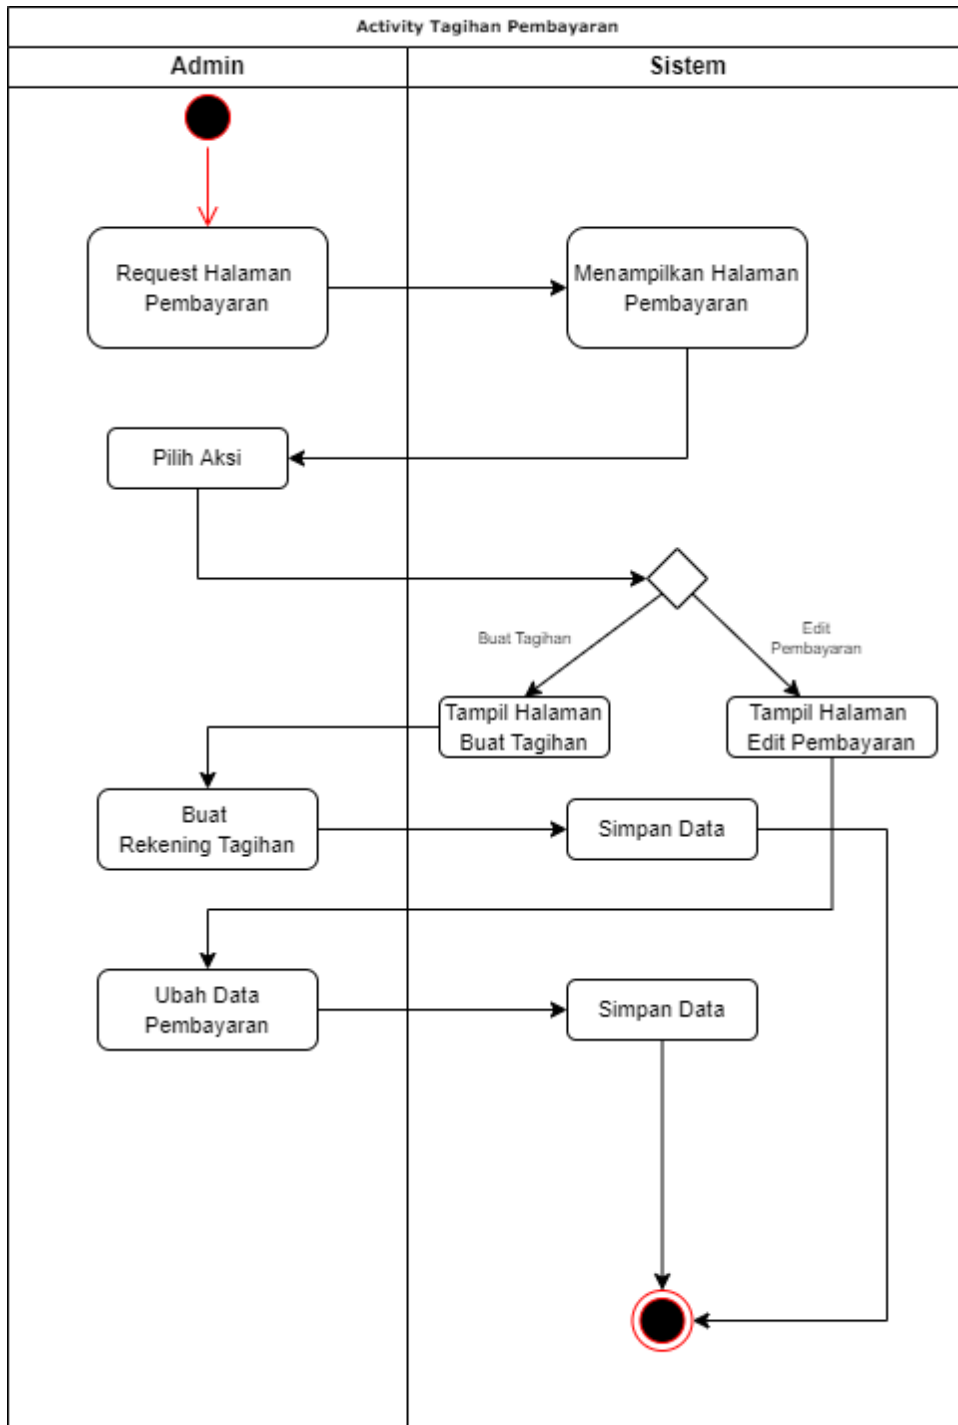 Activity Tagihan Pembayaran
Admin
Sistem
Request Halaman
Pembayaran
Menampilkan Halaman
Pembayaran
Pilih Aksi
Buat Tagihan
Edit
Pembayaran
Tampil Halaman
Buat Tagihan
Tampil Halaman
Edit Pembayaran
Buat
Rekening Tagihan
Simpan Data
Ubah Data
Pembayaran
Simpan Data